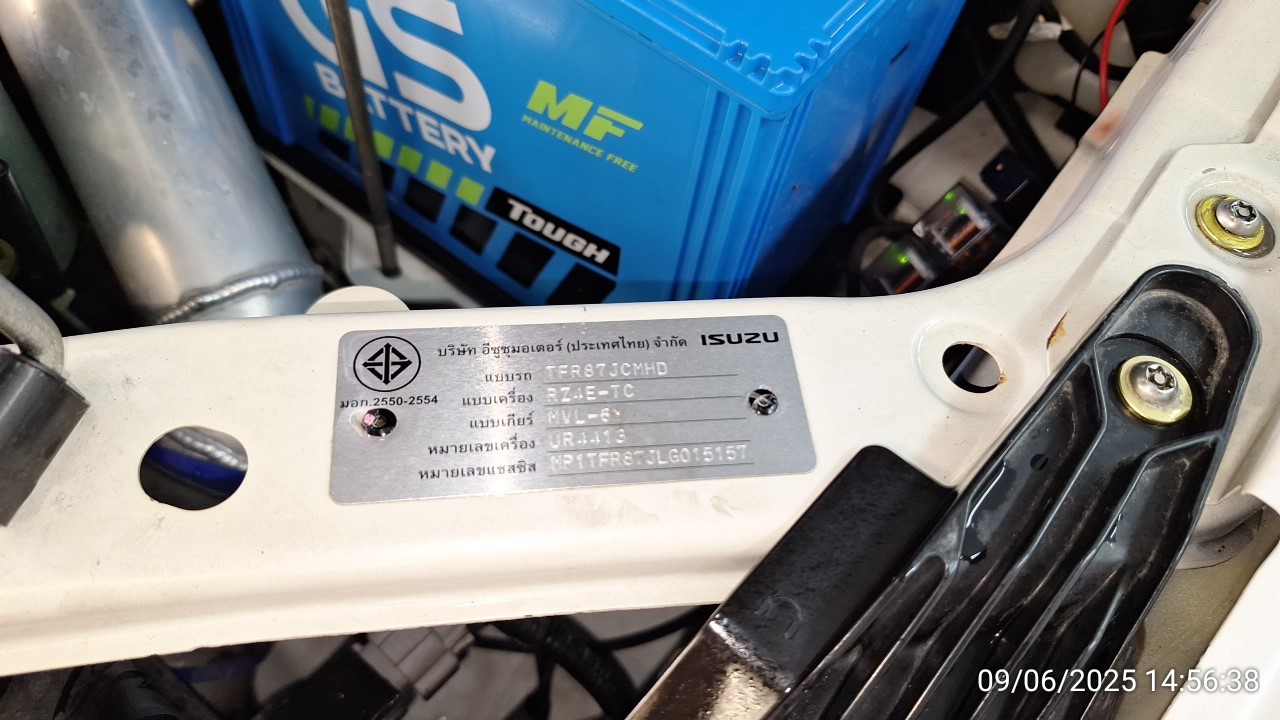 GS
BATTERY
MF
MAINTENANCE FREE
TOUGH
บริษัท อีซูซุมอเตอร์ (ประเทศไทย) จำกัด ISUZU
มอก.2550-2554
แบบรถ TFR87JCMHD
แบบเครื่อง RZ4E-TC
แบบเกียร์ MVL-6Y
หมายเลขเครื่อง UR4413
หมายเลขแชสซิส MP1TFR87JLG015157
09/06/2025 14:56:38